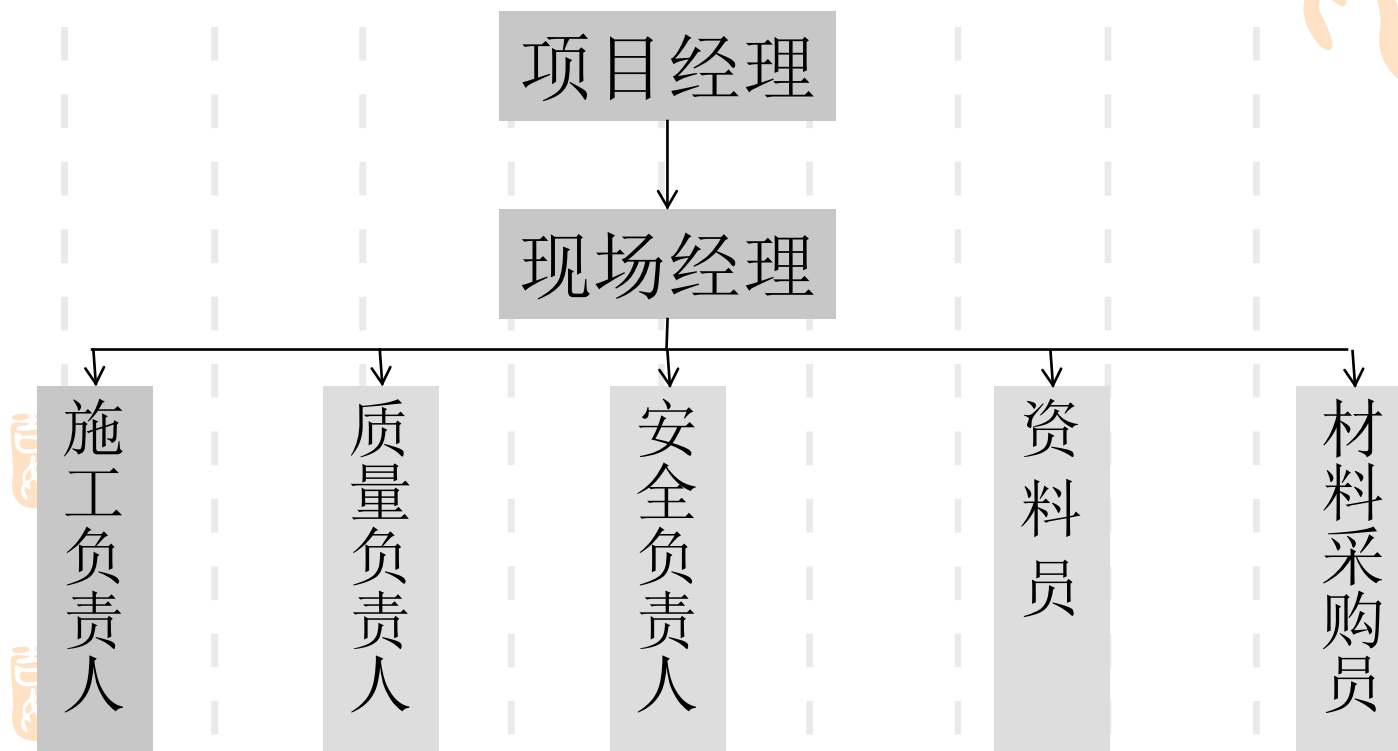 项目经理
现场经理
施工负责人
质量负责人
安全负责人
资料员
材料采购员